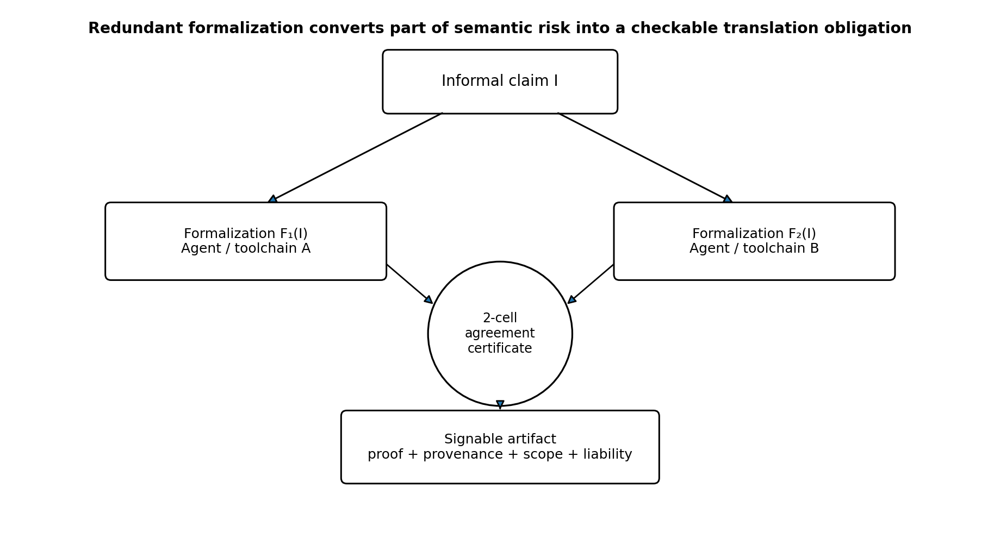 Redundant formalization converts part of semantic risk into a checkable translation obligation
Informal claim I
Formalization F₁(I)
Agent / toolchain A
Formalization F₂(I)
Agent / toolchain B
2-cell
agreement
certificate
Signable artifact
proof + provenance + scope + liability